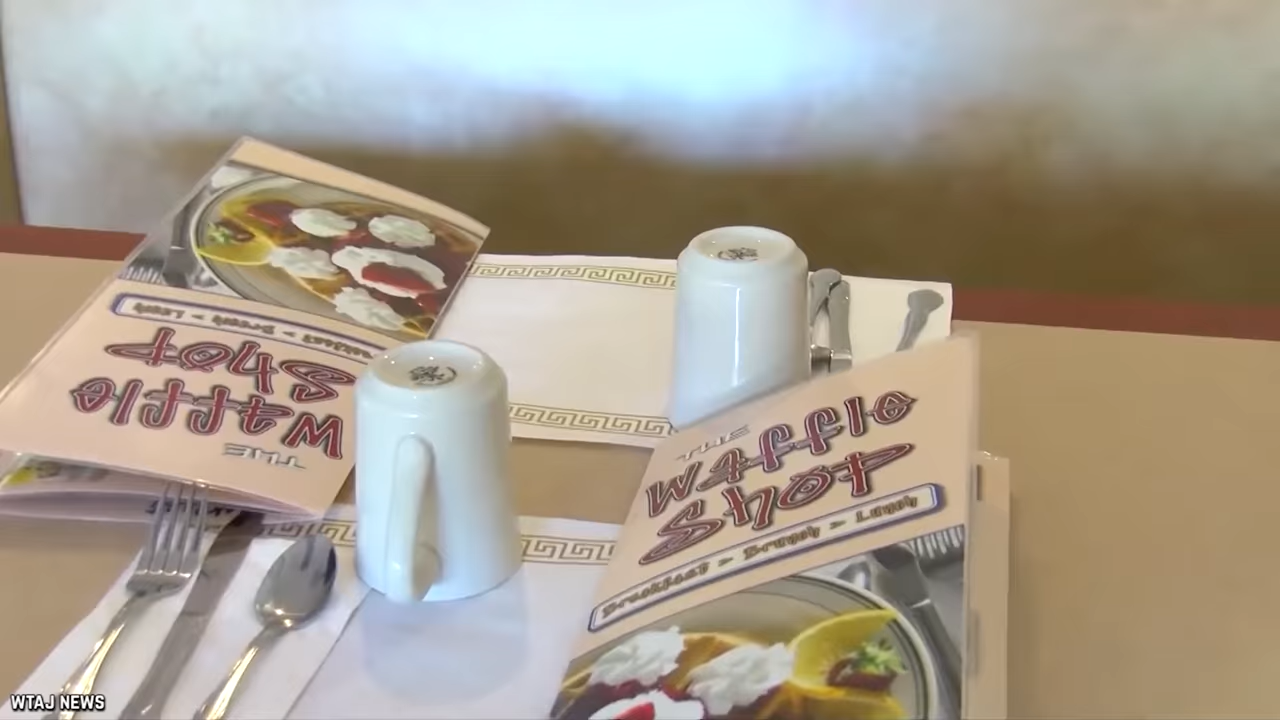 Breakfast > Brunch > Lunch
Shop
Waffle
THE
THE
Waffle
Shop
Breakfast > Brunch > Lunch
WTAJ NEWS